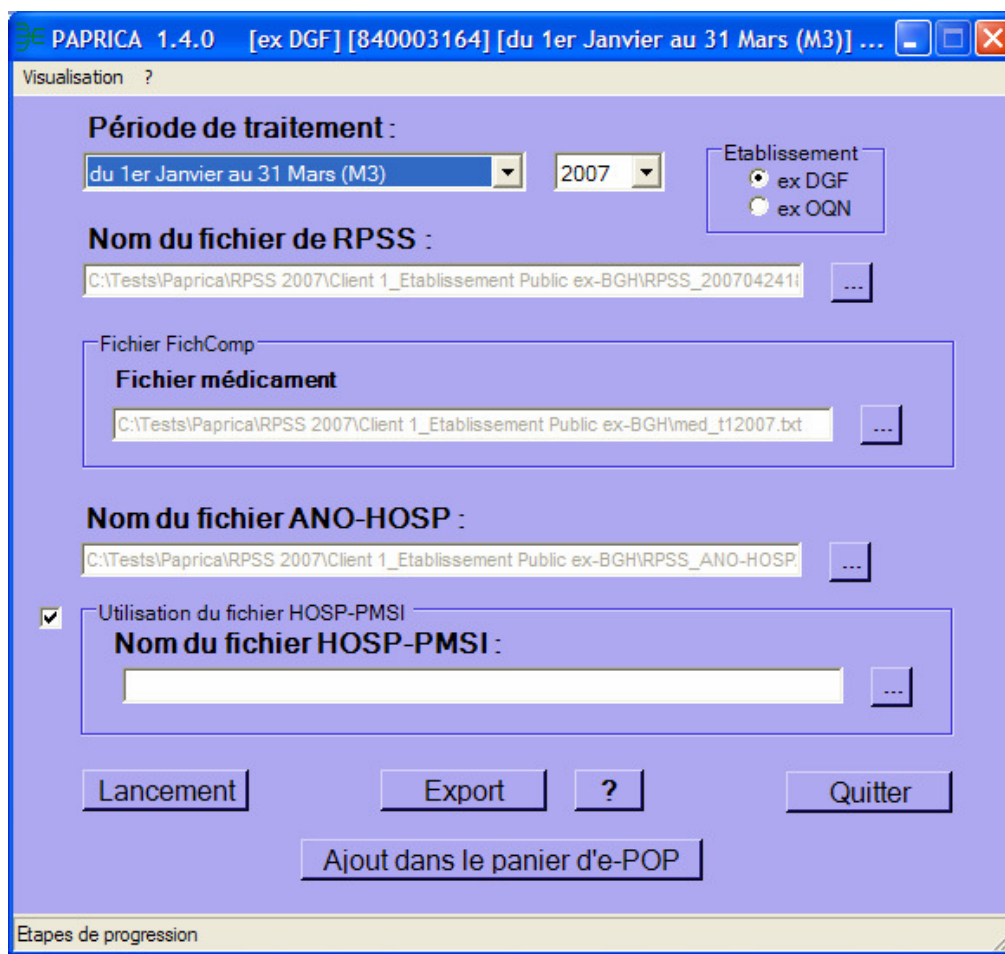 PAPRICA 1.4.0 [ex DGF] [840003164] [du 1er Janvier au 31 Mars (M3)] ...
Visualisation ?
Période de traitement :
du 1er Janvier au 31 Mars (M3)
2007
Etablissement
ex DGF
ex OQN
Nom du fichier de RPSS :
C:\Tests\Paprica\RPSS 2007\Client 1_Etablissement Public ex-BGH\RPSS_2007042418
...
Fichier FichComp
Fichier médicament
C:\Tests\Paprica\RPSS 2007\Client 1_Etablissement Public ex-BGH\med_t12007.txt
...
Nom du fichier ANO-HOSP :
C:\Tests\Paprica\RPSS 2007\Client 1_Etablissement Public ex-BGH\RPSS_ANO-HOSP.
...
Utilisation du fichier HOSP-PMSI
Nom du fichier HOSP-PMSI :
...
Lancement
Export
?
Quitter
Ajout dans le panier d'e-POP
Etapes de progression